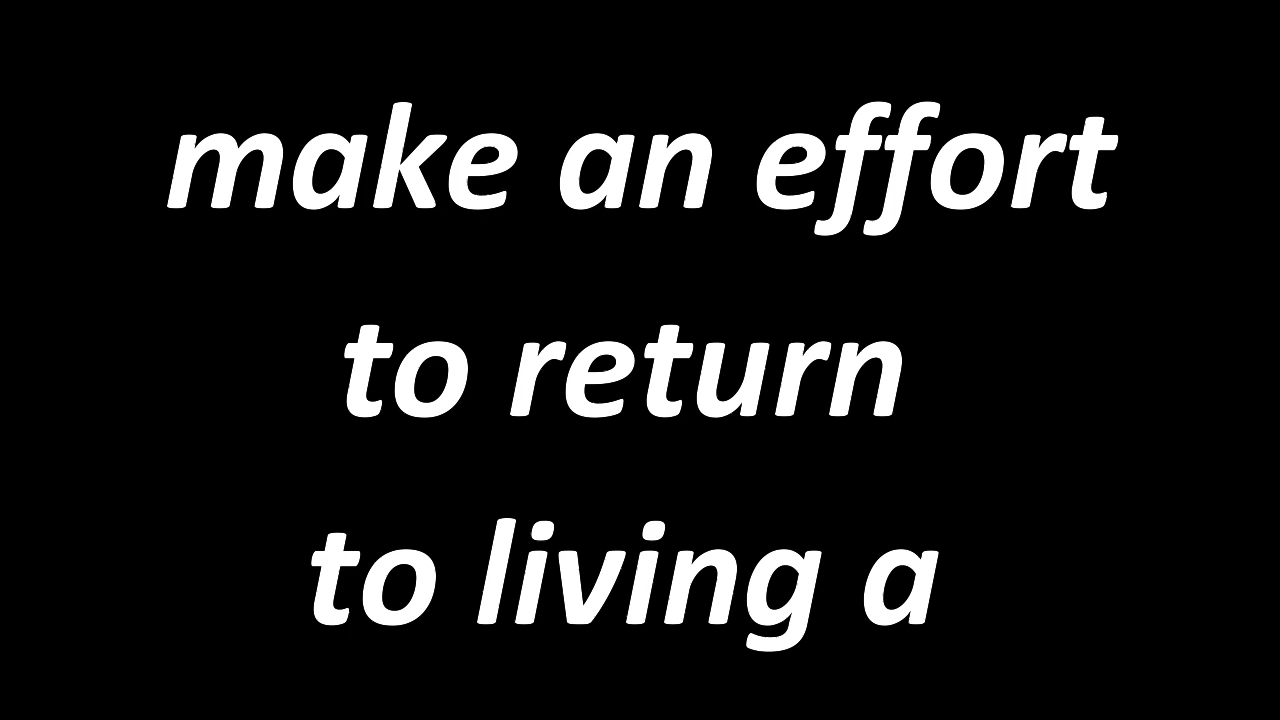 make an effort
to return
to living a